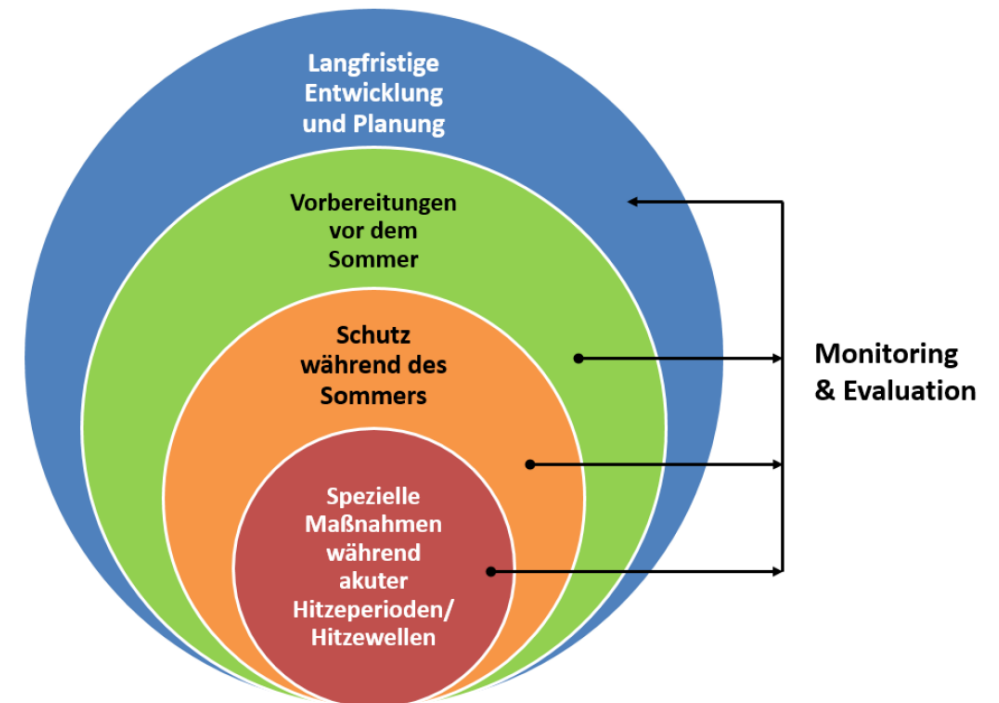 Langfristige
Entwicklung
und Planung
Vorbereitungen
vor dem
Sommer
Schutz
während des
Sommers
Spezielle
Maßnahmen
während
akuter
Hitzeperioden/
Hitzewellen
Monitoring
& Evaluation